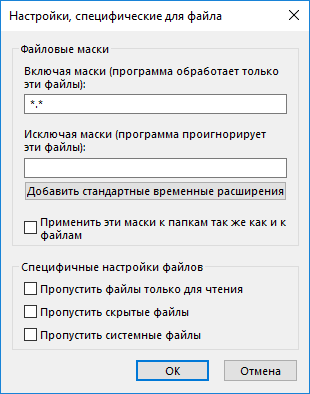 Настройки, специфические для файла
Файловые маски
Включая маски (программа обработает только
эти файлы):
*.*
Исключая маски (программа проигнорирует
эти файлы):
Добавить стандартные временные расширения
Применить эти маски к папкам так же как и к
файлам
Специфичные настройки файлов
Пропустить файлы только для чтения
Пропустить скрытые файлы
Пропустить системные файлы
OK
Отмена